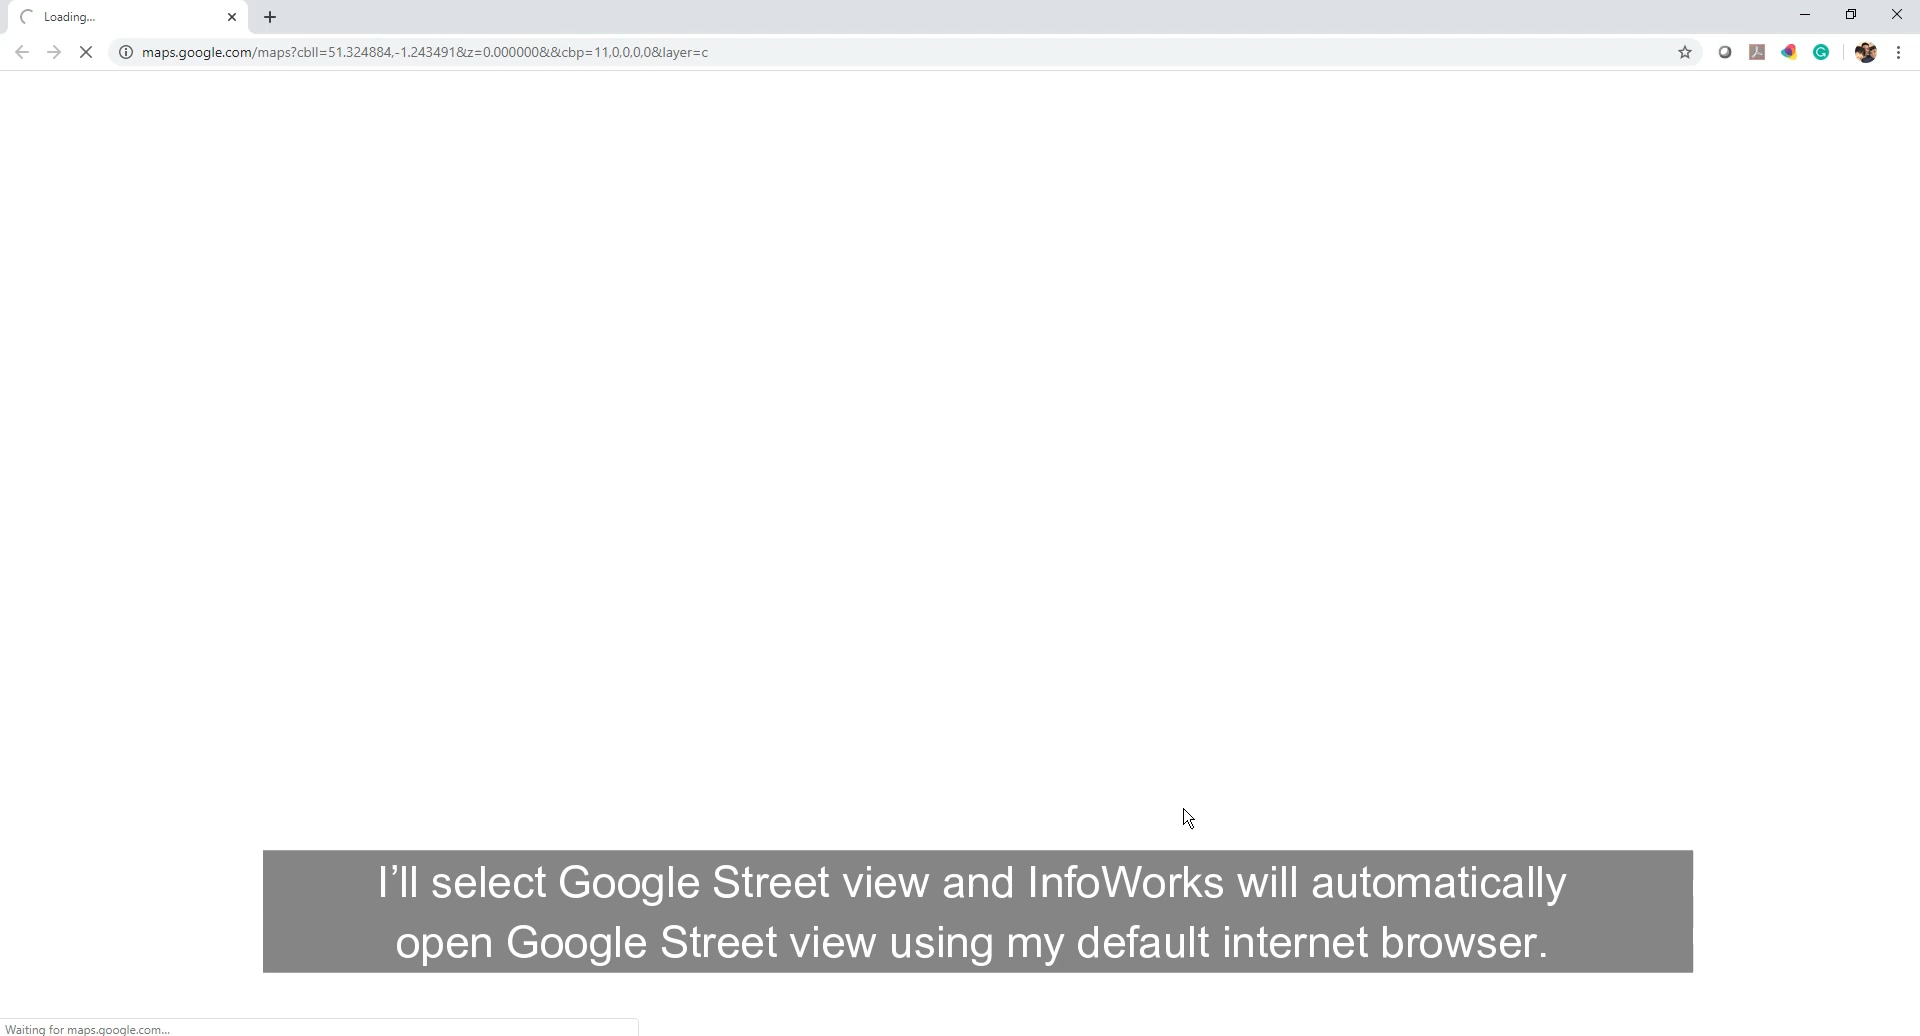 Loading...
maps.google.com/maps?cbll=51.324884,-1.243491&z=0.000000&&cbp=11,0,0,0,0&layer=c
I’ll select Google Street view and InfoWorks will automatically
open Google Street view using my default internet browser.
Waiting for maps.google.com...